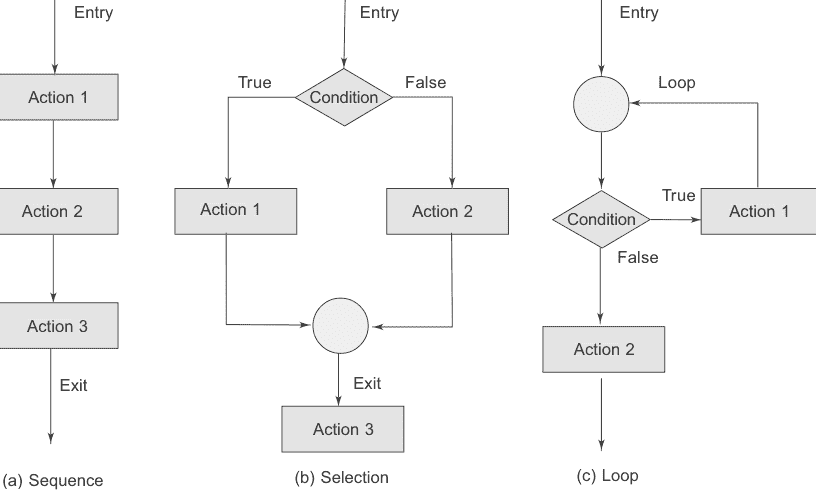 Entry
Action 1
Action 2
Action 3
Exit
(a) Sequence
Entry
True
Condition
False
Action 1
Action 2
Exit
Action 3
(b) Selection
Entry
Loop
Condition
True
Action 1
False
Action 2
(c) Loop